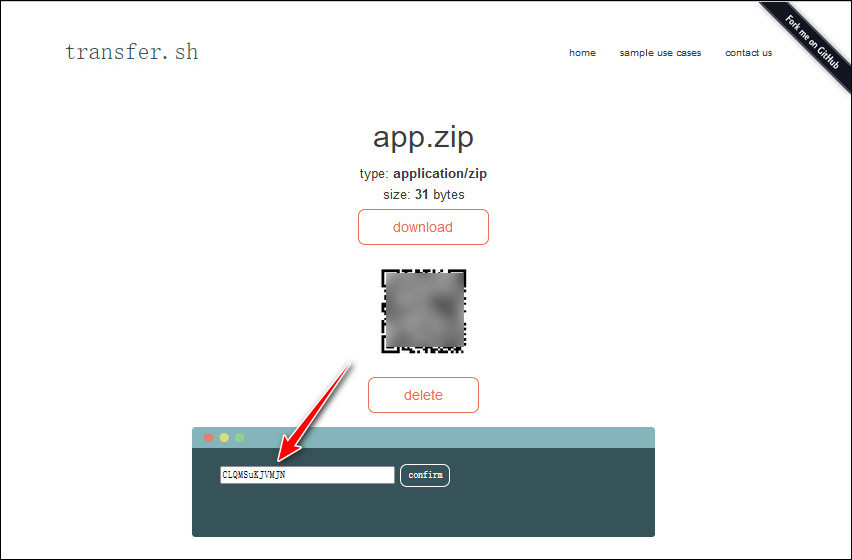 transfer.sh
home sample use cases contact us
Fork me on GitHub
app.zip
type: application/zip
size: 31 bytes
download
delete
CLQMSuKJVMJN confirm